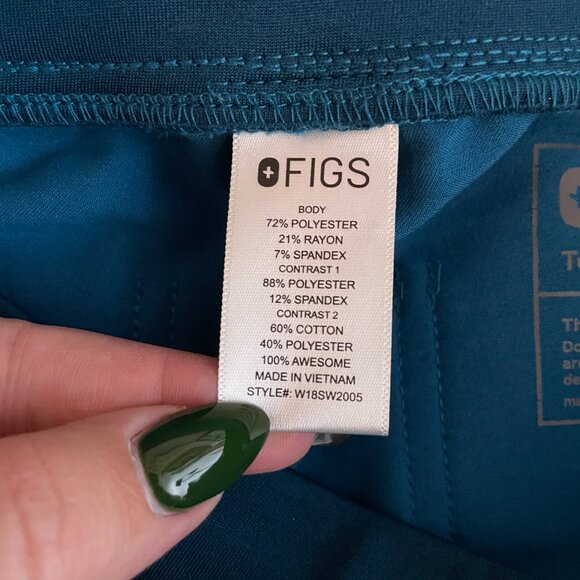 FIGS
BODY
72% POLYESTER
21% RAYON
7% SPANDEX
CONTRAST 1
88% POLYESTER
12% SPANDEX
CONTRAST 2
60% COTTON
40% POLYESTER
100% AWESOME
MADE IN VIETNAM
STYLE#: W18SW2005